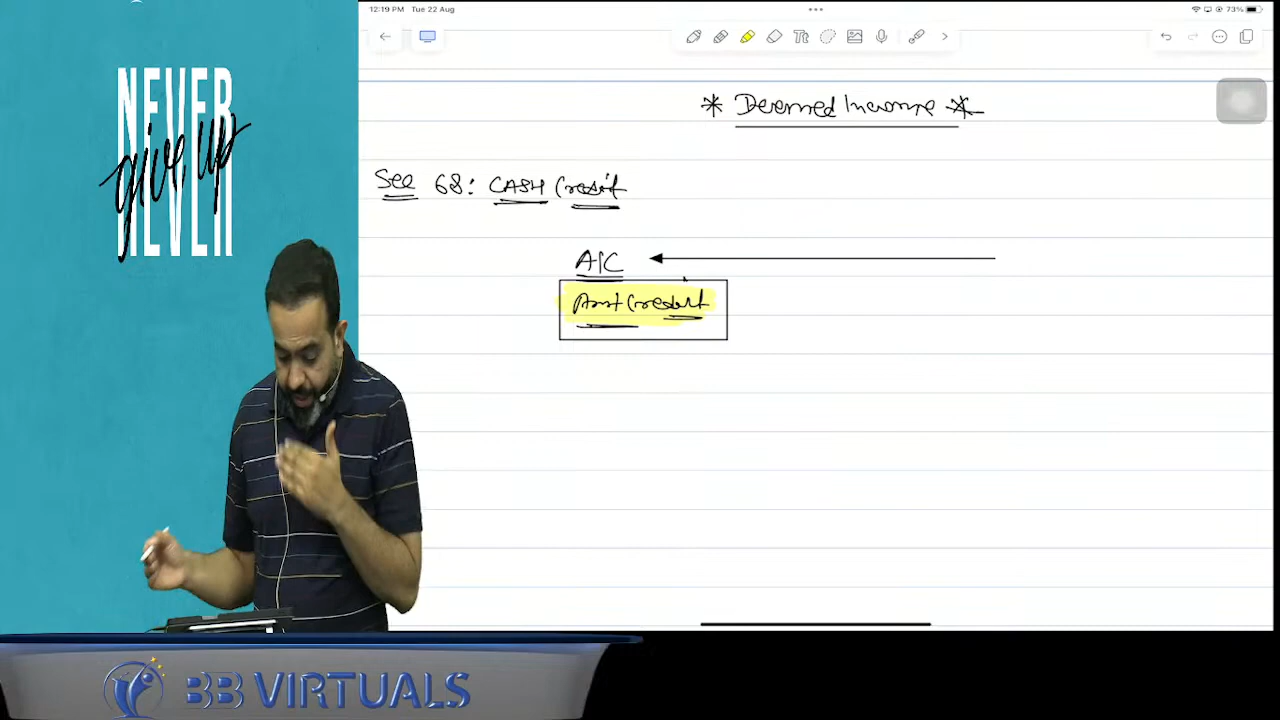 12:19 PM Tue 22 Aug
73%
NEVER
give up
NEVER
* Deemed Income *
Sec 68: CASH Credit
A/C
Amt Credit
BB VIRTUALS